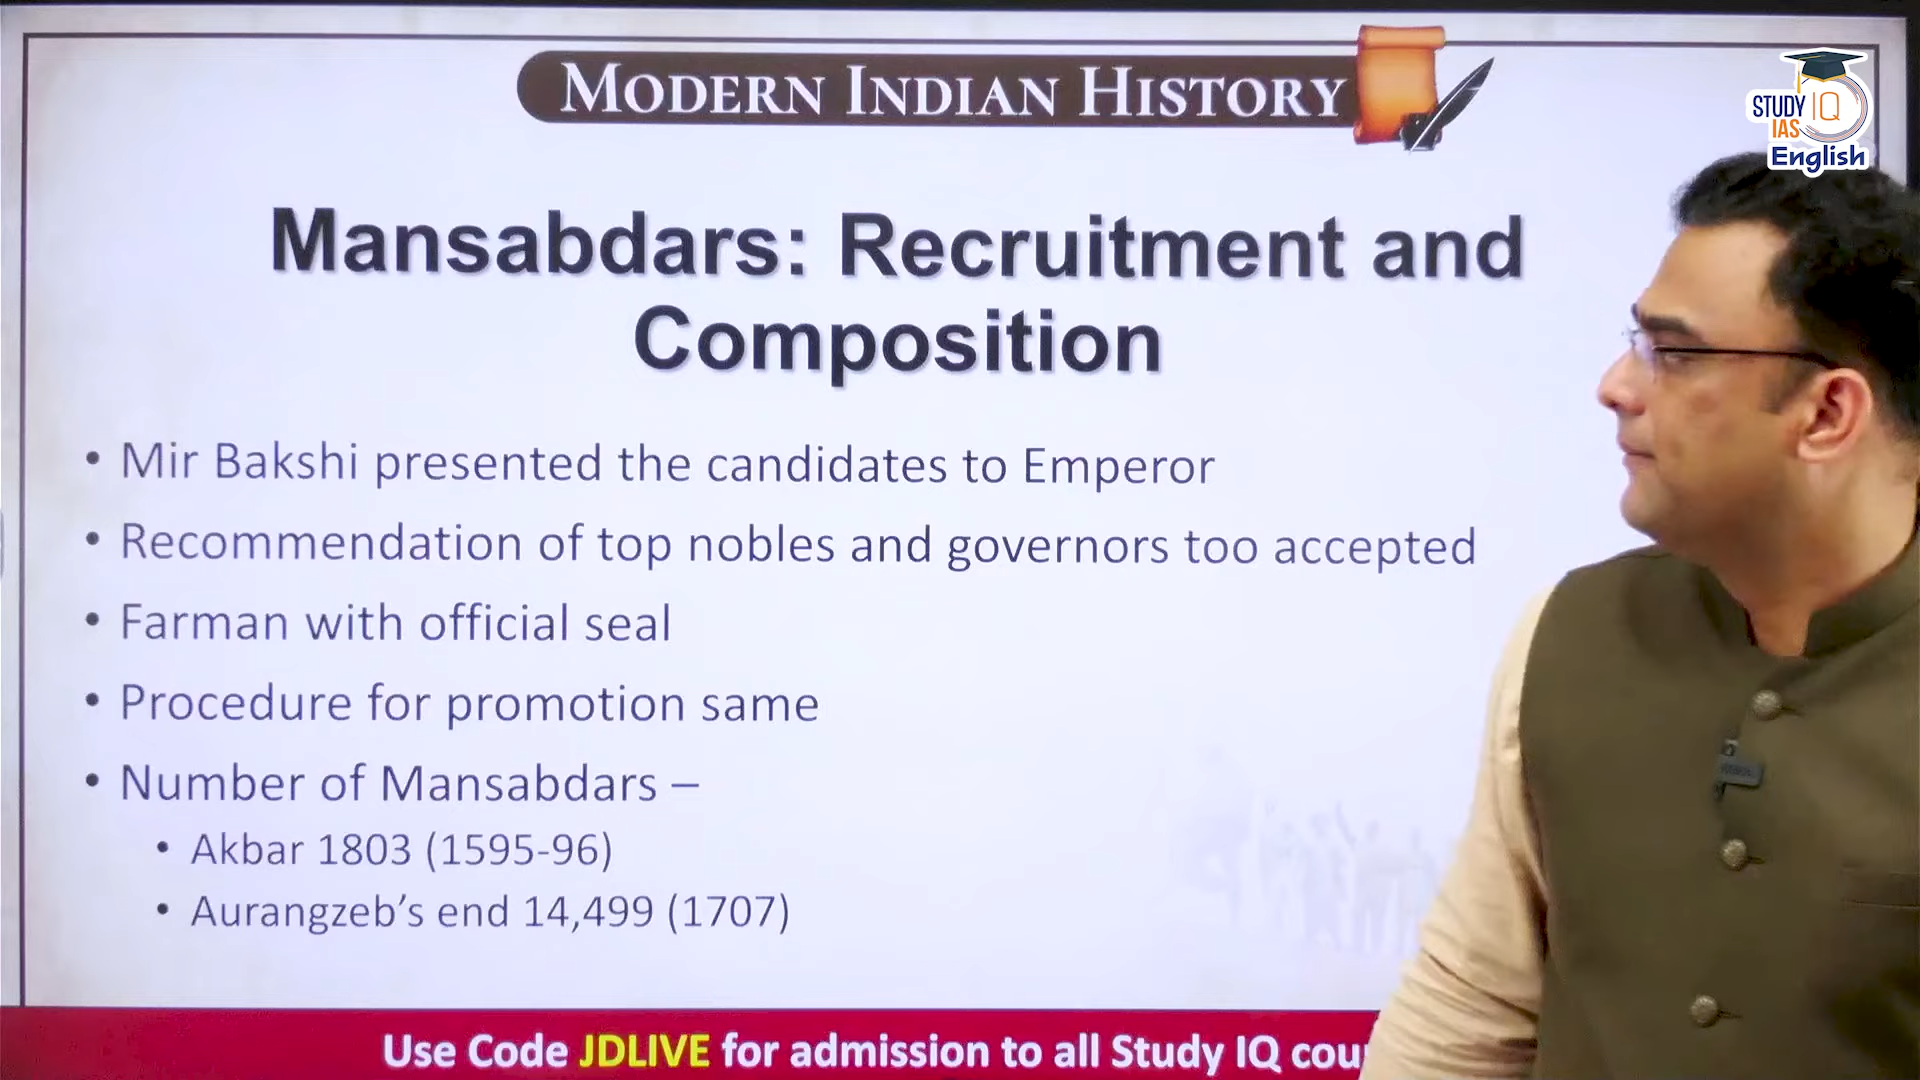 MODERN INDIAN HISTORY
STUDY IQ
IAS
English
Mansabdars: Recruitment and
Composition
• Mir Bakshi presented the candidates to Emperor
• Recommendation of top nobles and governors too accepted
• Farman with official seal
• Procedure for promotion same
• Number of Mansabdars –
• Akbar 1803 (1595-96)
• Aurangzeb’s end 14,499 (1707)
Use Code JDLIVE for admission to all Study IQ